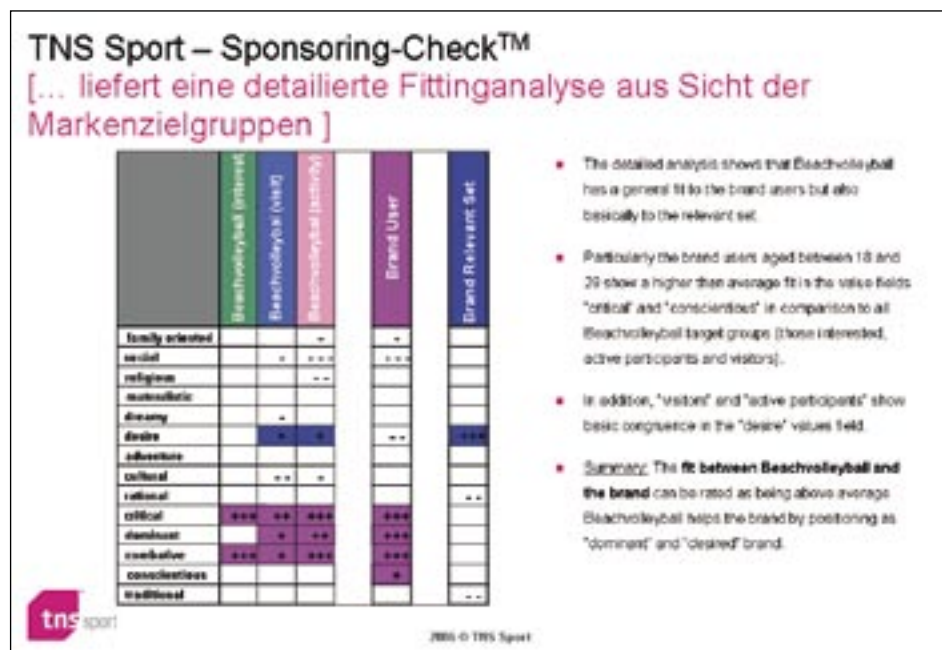 TNS Sport – Sponsoring-Check™
[... liefert eine detailierte Fittinganalyse aus Sicht der
Markenzielgruppen ]
Beachvolleyball (interest)
Beachvolleyball (visit)
Beachvolleyball (activity)
Brand User
Brand Relevant Set
family oriented - -
social - - - - - - -
religious - -
materialistic
dreamy -
desire + + - - +++
adventure
cultural - - -
rational - -
critical +++ ++ +++ +++
dominant + ++ +++
combative +++ + +++ +++
conscientious +
traditional - -
• The detailed analysis shows that Beachvolleyball
has a general fit to the brand users but also
basically to the relevant set.
• Particularly the brand users aged between 18 and
29 show a higher than average fit in the value fields
"critical" and "conscientious" in comparison to all
Beachvolleyball target groups (those interested,
active participants and visitors).
• In addition, "visitors" and "active participants" show
basic congruence in the "desire" values field.
• Summary: The fit between Beachvolleyball and
the brand can be rated as being above average
Beachvolleyball helps the brand by positioning as
"dominant" and "desired" brand.
tns sport
2006 © TNS Sport